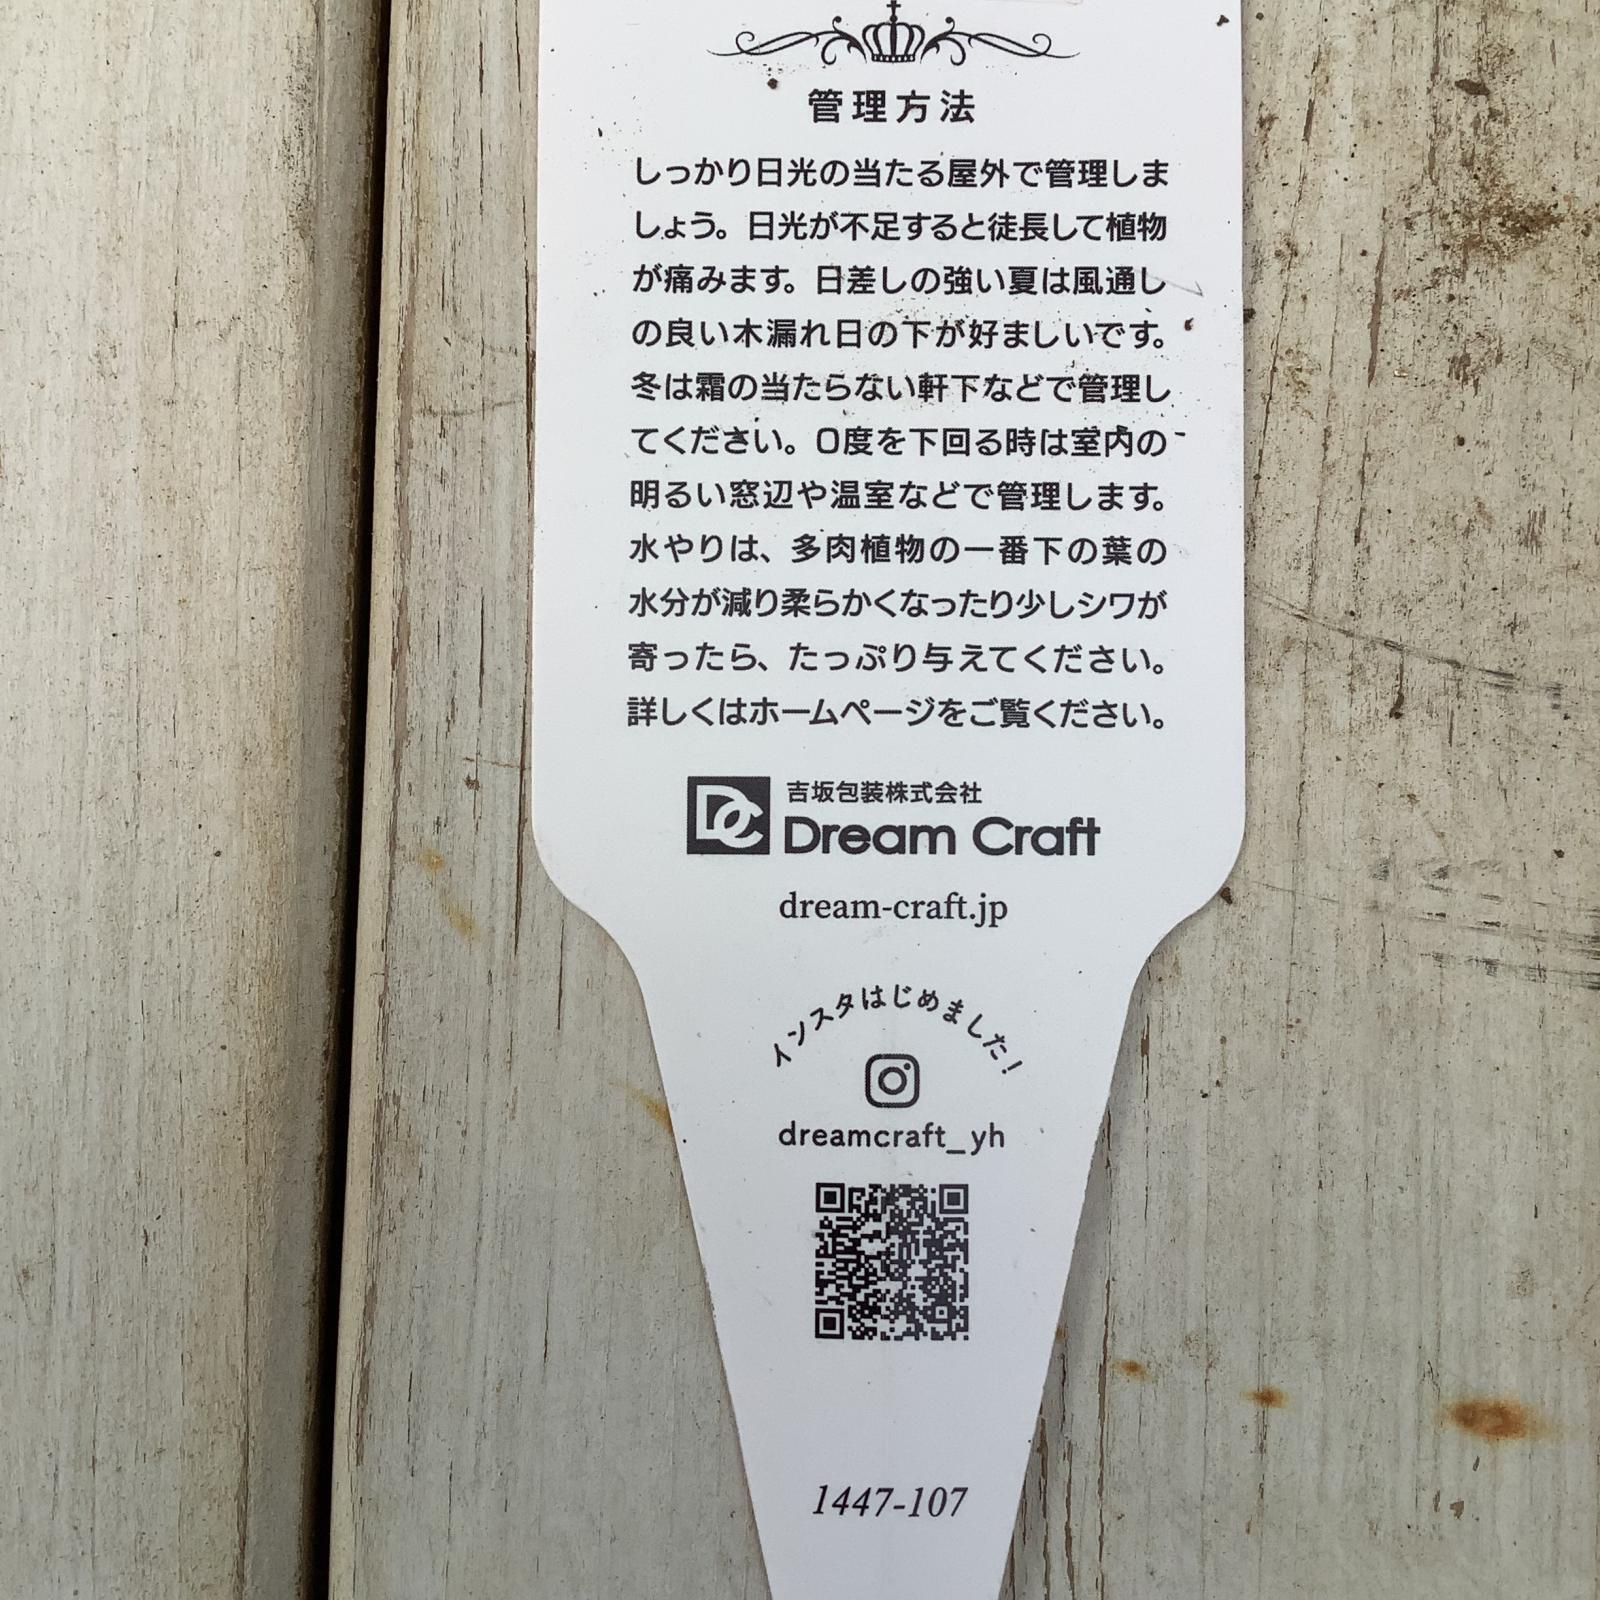 管理方法
しっかり日光の当たる屋外で管理しま
しょう。日光が不足すると徒長して植物
が痛みます。日差しの強い夏は風通し
の良い木漏れ日の下が好ましいです。
冬は霜の当たらない軒下などで管理し
てください。0度を下回る時は室内の
明るい窓辺や温室などで管理します。
水やりは、多肉植物の一番下の葉の
水分が減り柔らかくなったり少しシワが
寄ったら、たっぷり与えてください。
詳しくはホームページをご覧ください。
DC
吉坂包装株式会社
Dream Craft
dream-craft.jp
インスタはじめました!
dreamcraft_yh
1447-107